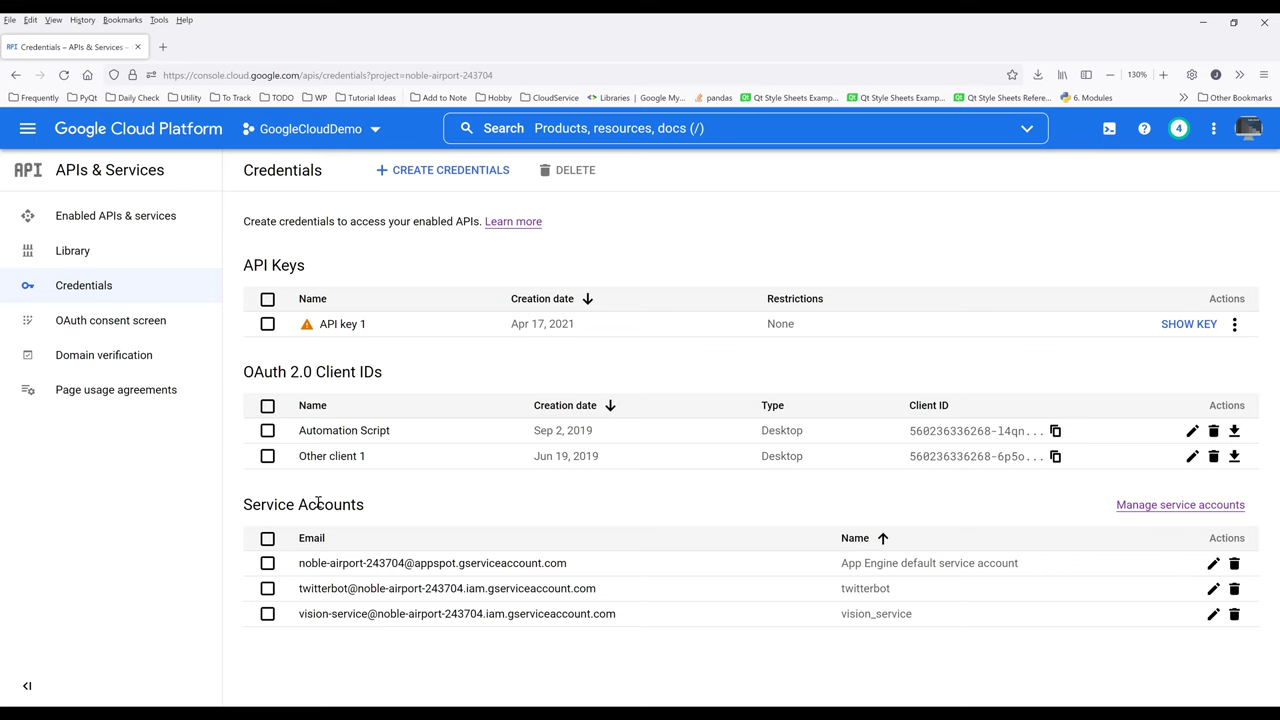 File Edit View History Bookmarks Tools Help
API Credentials – APIs & Services –
https://console.cloud.google.com/apis/credentials?project=noble-airport-243704
130%
Frequently PyQt Daily Check Utility To Track TODO WP Tutorial Ideas Add to Note Hobby CloudService Libraries | Google My... pandas Qt Style Sheets Examp... Qt Style Sheets Examp... Qt Style Sheets Refere... 6. Modules Other Bookmarks
Google Cloud Platform GoogleCloudDemo Search Products, resources, docs (/) 4
API APIs & Services
Credentials CREATE CREDENTIALS DELETE
Enabled APIs & services
Library
Credentials
OAuth consent screen
Domain verification
Page usage agreements
Create credentials to access your enabled APIs. Learn more
API Keys
Name Creation date Restrictions Actions
API key 1 Apr 17, 2021 None SHOW KEY
OAuth 2.0 Client IDs
Name Creation date Type Client ID Actions
Automation Script Sep 2, 2019 Desktop 560236336268-l4qn...
Other client 1 Jun 19, 2019 Desktop 560236336268-6p5o...
Service Accounts Manage service accounts
Email Name Actions
noble-airport-243704@appspot.gserviceaccount.com App Engine default service account
twitterbot@noble-airport-243704.iam.gserviceaccount.com twitterbot
vision-service@noble-airport-243704.iam.gserviceaccount.com vision_service